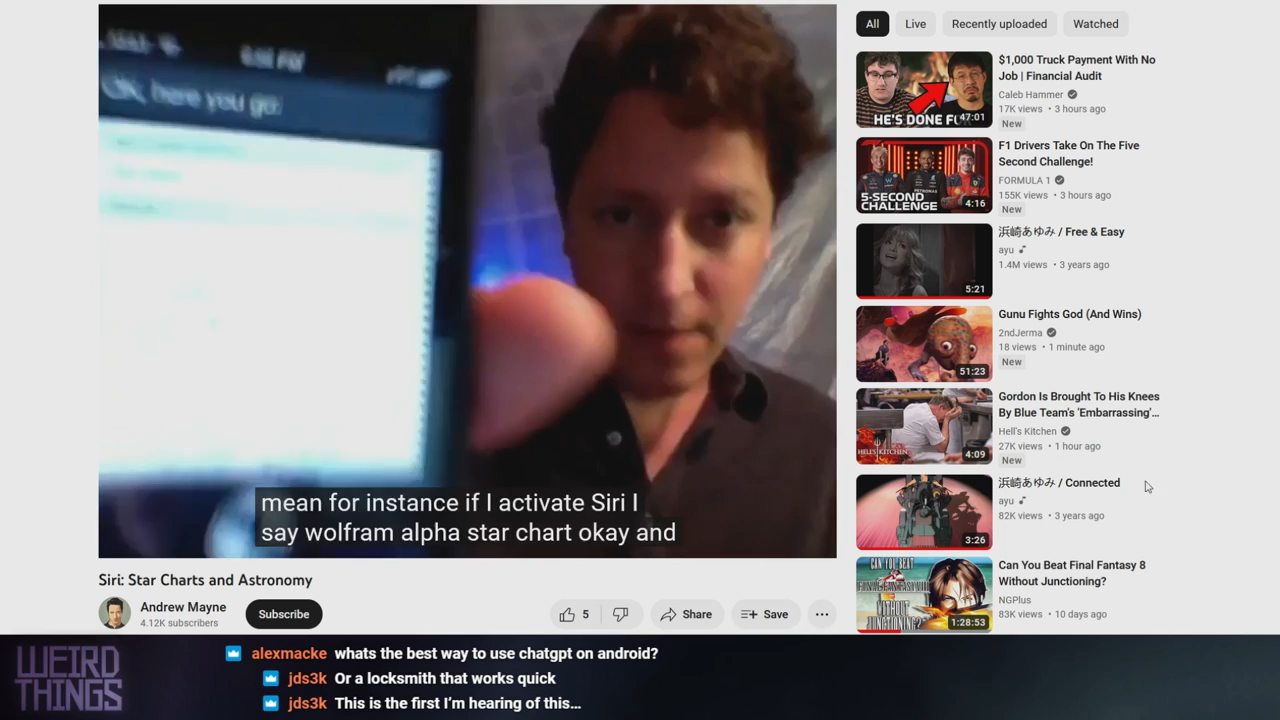 OK, here you go:
mean for instance if I activate Siri I
say wolfram alpha star chart okay and
Siri: Star Charts and Astronomy
Andrew Mayne
4.12K subscribers
Subscribe
5
Share
Save
All
Live
Recently uploaded
Watched
$1,000 Truck Payment With No
Job | Financial Audit
Caleb Hammer
17K views • 3 hours ago
New
HE'S DONE FO
47:01
F1 Drivers Take On The Five
Second Challenge!
FORMULA 1
155K views • 3 hours ago
New
5-SECOND
CHALLENGE
4:16
浜崎あゆみ / Free & Easy
ayu
1.4M views • 3 years ago
5:21
Gunu Fights God (And Wins)
2ndJerma
18 views • 1 minute ago
New
51:23
Gordon Is Brought To His Knees
By Blue Team's 'Embarrassing'...
Hell's Kitchen
27K views • 1 hour ago
New
HELL'S KITCHEN
4:09
浜崎あゆみ / Connected
ayu
82K views • 3 years ago
3:26
Can You Beat Final Fantasy 8
Without Junctioning?
NGPlus
83K views • 10 days ago
CAN YOU BEAT
FINAL FANTASY VIII
WITHOUT
JUNCTIONING?
1:28:53
WEIRD
THINGS
alexmacke whats the best way to use chatgpt on android?
jds3k Or a locksmith that works quick
jds3k This is the first I'm hearing of this...